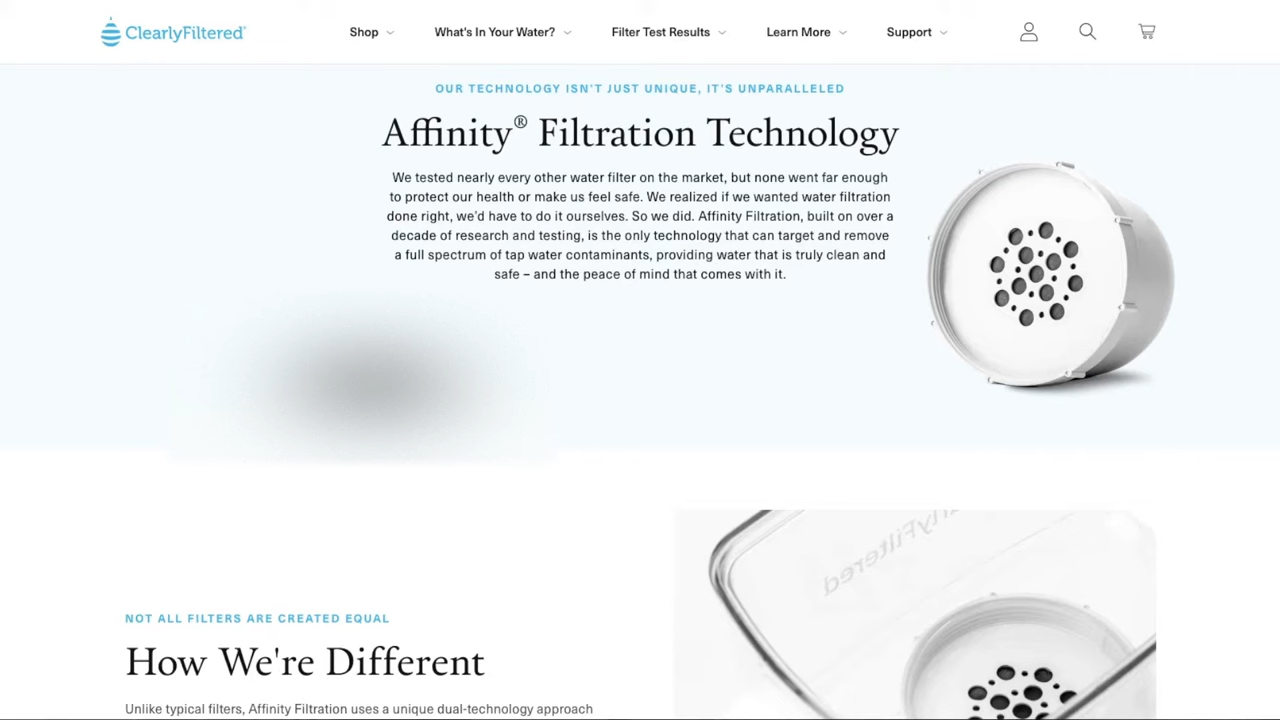 ClearlyFiltered®
Shop
What's In Your Water?
Filter Test Results
Learn More
Support
OUR TECHNOLOGY ISN'T JUST UNIQUE, IT'S UNPARALLELED
Affinity® Filtration Technology
We tested nearly every other water filter on the market, but none went far enough
to protect our health or make us feel safe. We realized if we wanted water filtration
done right, we'd have to do it ourselves. So we did. Affinity Filtration, built on over a
decade of research and testing, is the only technology that can target and remove
a full spectrum of tap water contaminants, providing water that is truly clean and
safe – and the peace of mind that comes with it.
NOT ALL FILTERS ARE CREATED EQUAL
How We're Different
Unlike typical filters, Affinity Filtration uses a unique dual-technology approach